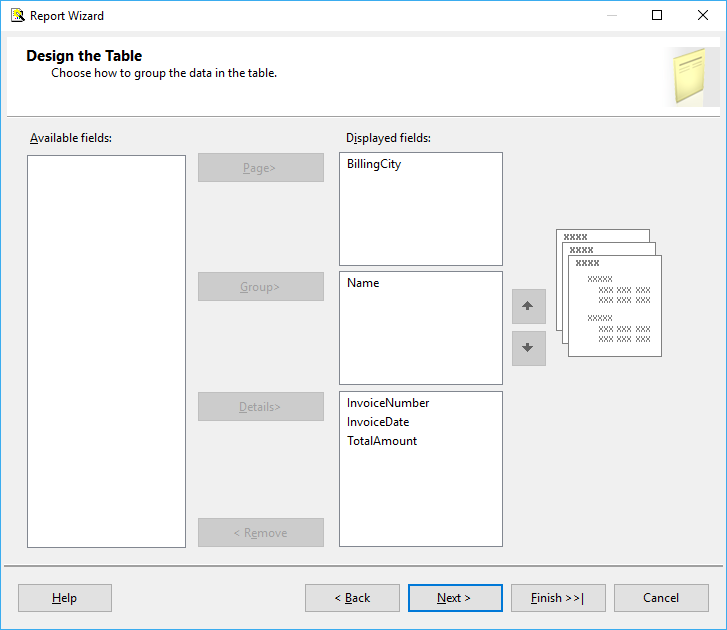 Report Wizard
Design the Table
Choose how to group the data in the table.
Available fields:
Displayed fields:
Page>
BillingCity
Group>
Name
xxxx
xxxx
xxxx
xxxxx
xxx xxx xxx
xxx xxx xxx
xxxxx
xxx xxx xxx
xxx xxx xxx
Details>
InvoiceNumber
InvoiceDate
TotalAmount
< Remove
Help
< Back
Next >
Finish >>|
Cancel